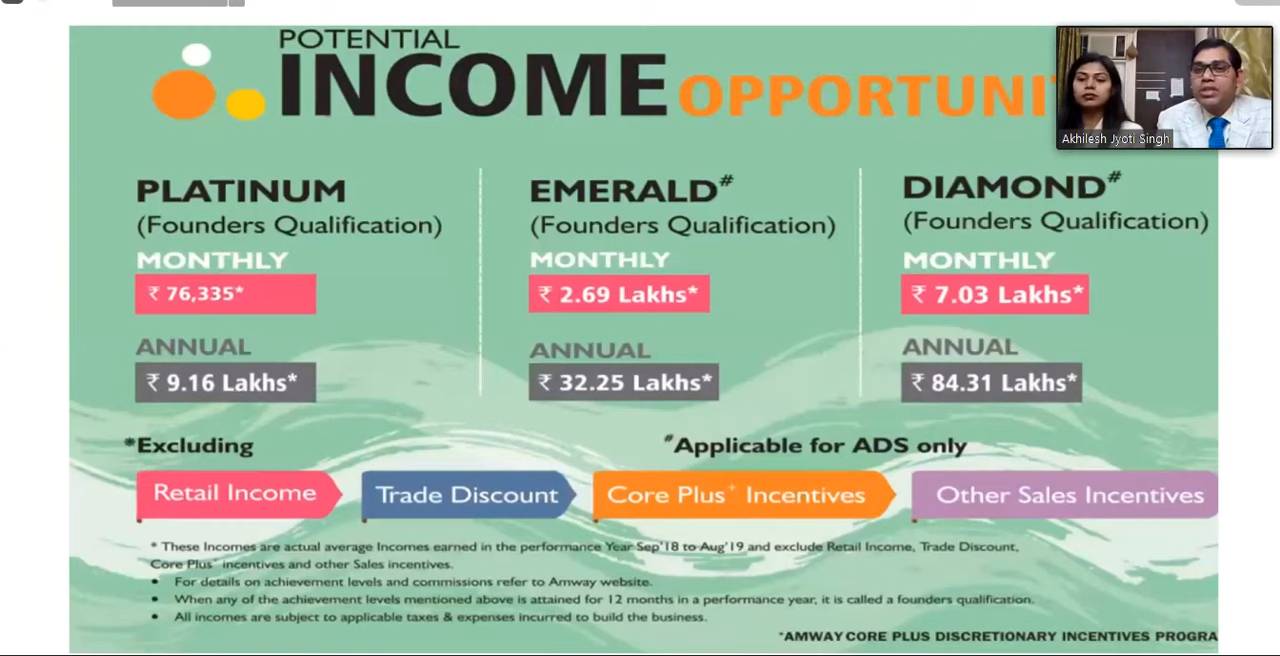 POTENTIAL
INCOME OPPORTUNI
Akhilesh Jyoti Singh
PLATINUM
(Founders Qualification)
MONTHLY
₹ 76,335*
ANNUAL
₹ 9.16 Lakhs*
EMERALD#
(Founders Qualification)
MONTHLY
₹ 2.69 Lakhs*
ANNUAL
₹ 32.25 Lakhs*
DIAMOND#
(Founders Qualification)
MONTHLY
₹ 7.03 Lakhs*
ANNUAL
₹ 84.31 Lakhs*
*Excluding
#Applicable for ADS only
Retail Income
Trade Discount
Core Plus+ Incentives
Other Sales Incentives
* These Incomes are actual average Incomes earned in the performance Year Sep'18 to Aug'19 and exclude Retail Income, Trade Discount,
Core Plus+ incentives and other Sales incentives.
• For details on achievement levels and commissions refer to Amway website.
• When any of the achievement levels mentioned above is attained for 12 months in a performance year, it is called a founders qualification.
• All incomes are subject to applicable taxes & expenses incurred to build the business.
*AMWAY CORE PLUS DISCRETIONARY INCENTIVES PROGRA